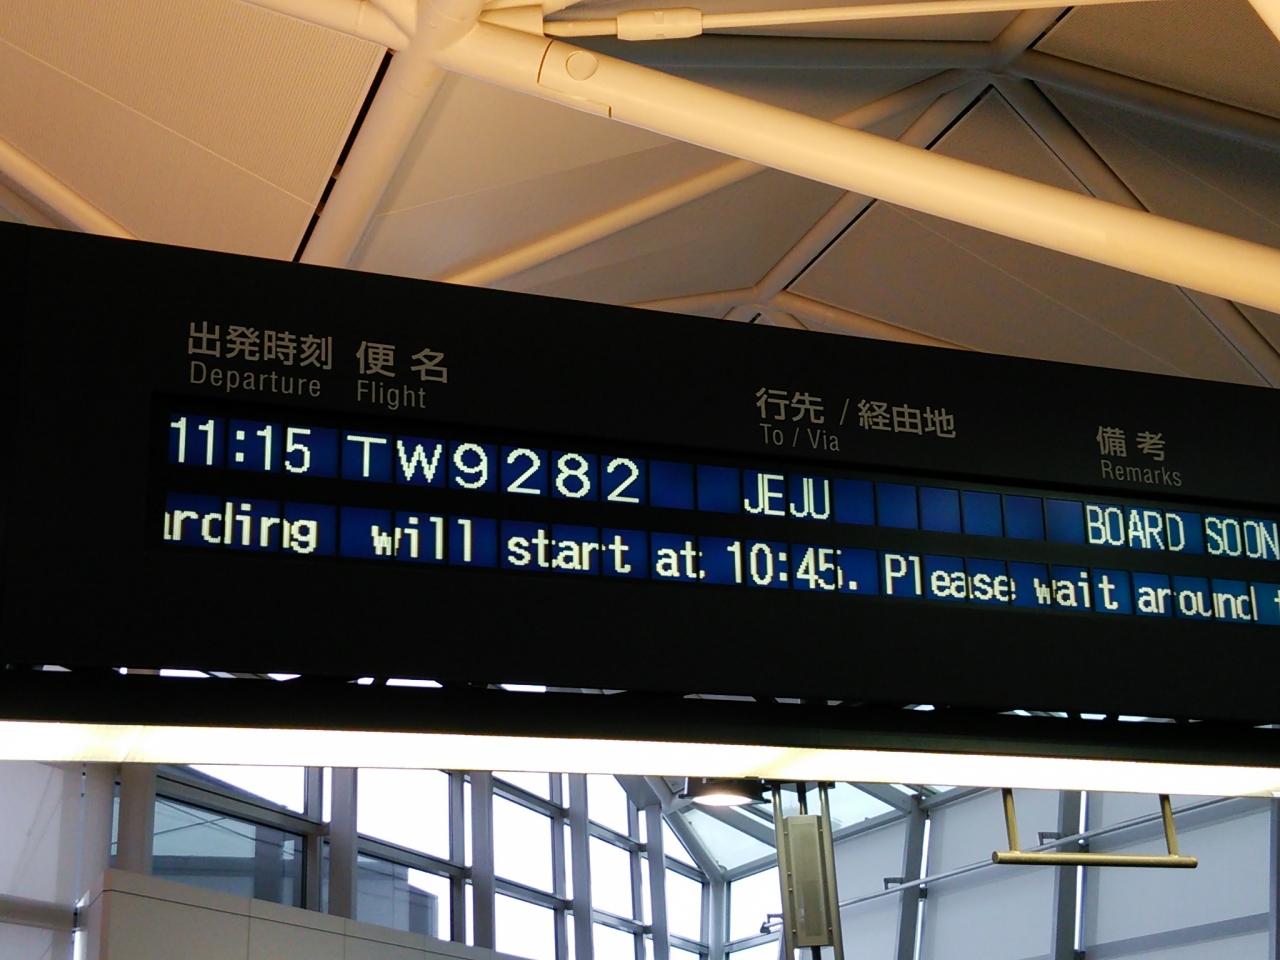 出発時刻 便名 行先 / 経由地 備考
Departure Flight To / Via Remarks
11:15 TW9282 JEJU BOARD SOON
rding will start at 10:45. Please wait around